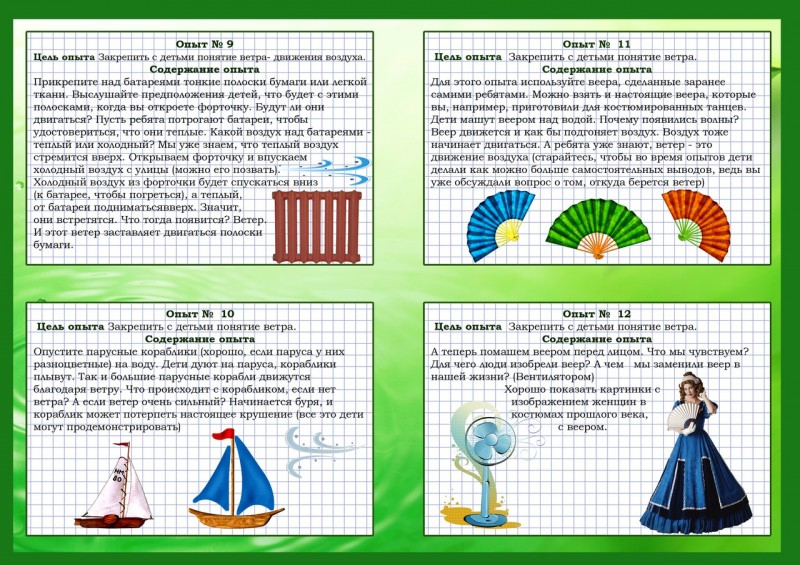 Опыт № 9
Цель опыта Закрепить с детьми понятие ветра- движения воздуха.
Содержание опыта
Прикрепите над батареями тонкие полоски бумаги или легкой
ткани. Выслушайте предположения детей, что будет с этими
полосками, когда вы откроете форточку. Будут ли они
двигаться? Пусть ребята потрогают батареи, чтобы
удостовериться, что они теплые. Какой воздух над батареями -
теплый или холодный? Мы уже знаем, что теплый воздух
стремится вверх. Открываем форточку и впускаем
холодный воздух с улицы (можно его позвать).
Холодный воздух из форточки будет спускаться вниз
(к батарее, чтобы погреться), а теплый,
от батареи подниматьсявверх. Значит,
они встретятся. Что тогда появится? Ветер.
И этот ветер заставляет двигаться полоски
бумаги.
Опыт № 10
Цель опыта Закрепить с детьми понятие ветра.
Содержание опыта
Опустите парусные кораблики (хорошо, если паруса у них
разноцветные) на воду. Дети дуют на паруса, кораблики
плывут. Так и большие парусные корабли движутся
благодаря ветру. Что происходит с корабликом, если нет
ветра? А если ветер очень сильный? Начинается буря, и
кораблик может потерпеть настоящее крушение (все это дети
могут продемонстрировать)
НМ
80
Опыт № 11
Цель опыта Закрепить с детьми понятие ветра.
Содержание опыта
Для этого опыта используйте веера, сделанные заранее
самими ребятами. Можно взять и настоящие веера, которые
вы, например, приготовили для костюмированных танцев.
Дети машут веером над водой. Почему появились волны?
Веер движется и как бы подгоняет воздух. Воздух тоже
начинает двигаться. А ребята уже знают, ветер - это
движение воздуха (старайтесь, чтобы во время опытов дети
делали как можно больше самостоятельных выводов, ведь вы
уже обсуждали вопрос о том, откуда берется ветер)
Опыт № 12
Цель опыта Закрепить с детьми понятие ветра.
Содержание опыта
А теперь помашем веером перед лицом. Что мы чувствуем?
Для чего люди изобрели веер? А чем мы заменили веер в
нашей жизни? (Вентилятором)
Хорошо показать картинки с
изображением женщин в
костюмах прошлого века,
с веером.